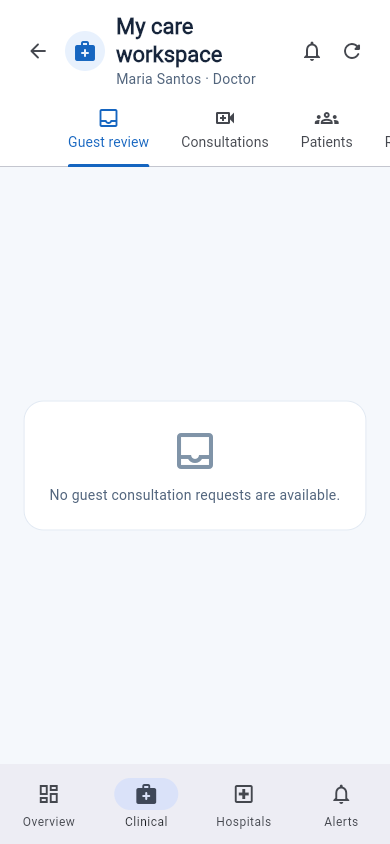 My care
workspace
Maria Santos · Doctor
Guest review
Consultations
Patients
Overview
No guest consultation requests are available.
Clinical
Hospitals
Alerts